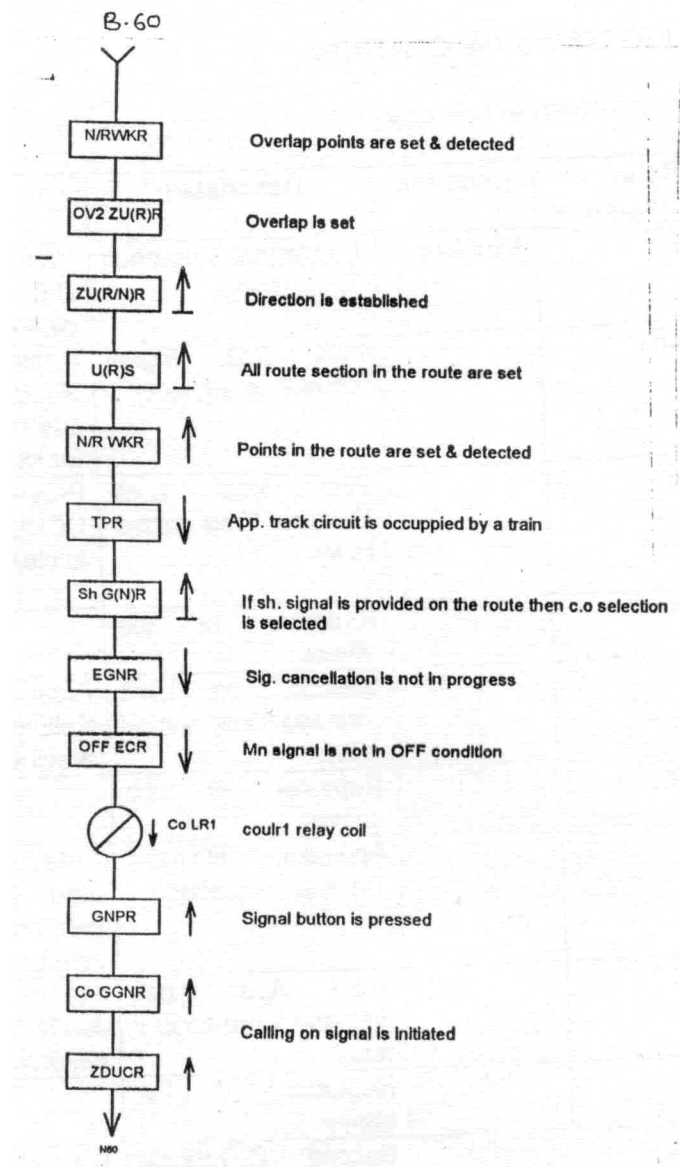 B.60
N/RWKR
Overlap points are set & detected
OV2 ZU(R)R
Overlap is set
ZU(R/N)R
Direction is established
U(R)S
All route section in the route are set
N/R WKR
Points in the route are set & detected
TPR
App. track circuit is occuppied by a train
Sh G(N)R
If sh. signal is provided on the route then c.o selection
is selected
EGNR
Sig. cancellation is not in progress
OFF ECR
Mn signal is not in OFF condition
Co LR1
coulr1 relay coil
GNPR
Signal button is pressed
Co GGNR
Calling on signal is initiated
ZDUCR
N60